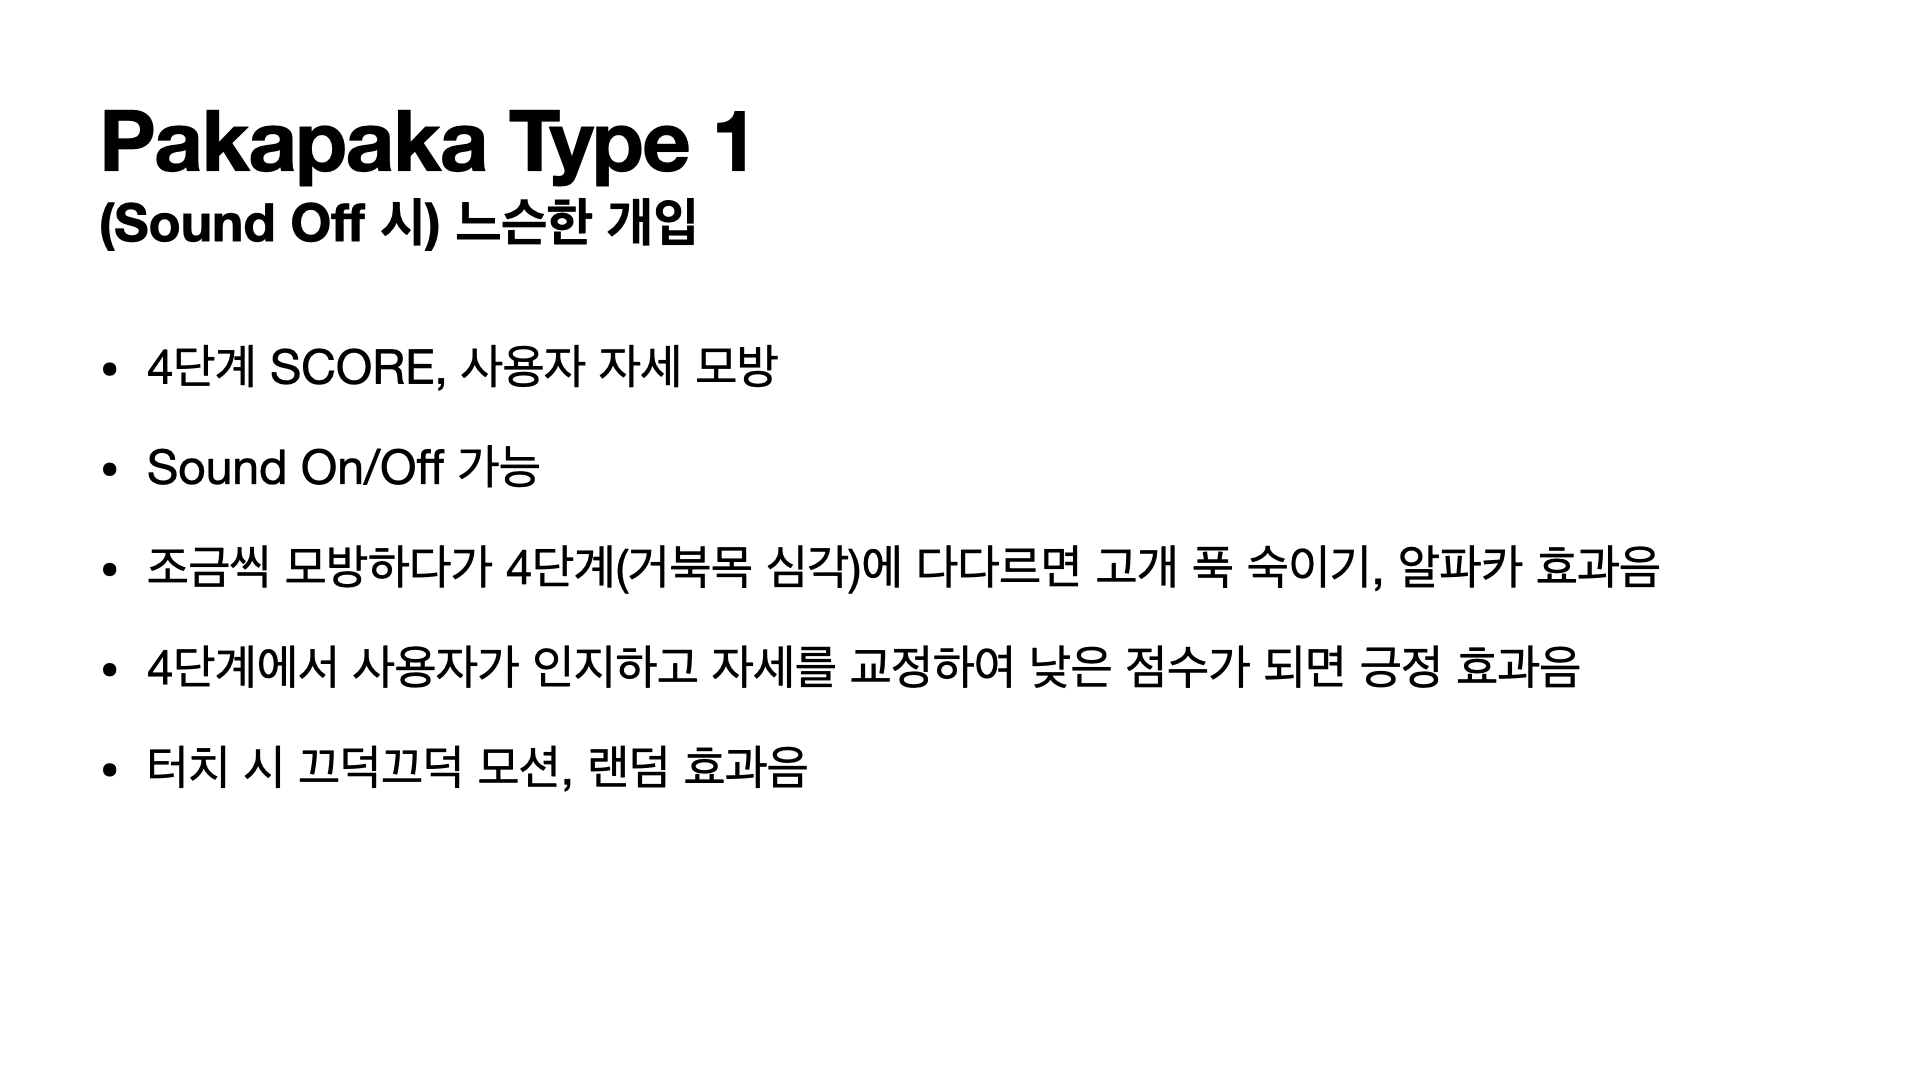 Pakapaka Type 1
(Sound Off 시) 느슨한 개입
• 4단계 SCORE, 사용자 자세 모방
• Sound On/Off 가능
• 조금씩 모방하다가 4단계(거북목 심각)에 다다르면 고개 푹 숙이기, 알파카 효과음
• 4단계에서 사용자가 인지하고 자세를 교정하여 낮은 점수가 되면 긍정 효과음
• 터치 시 끄덕끄덕 모션, 랜덤 효과음